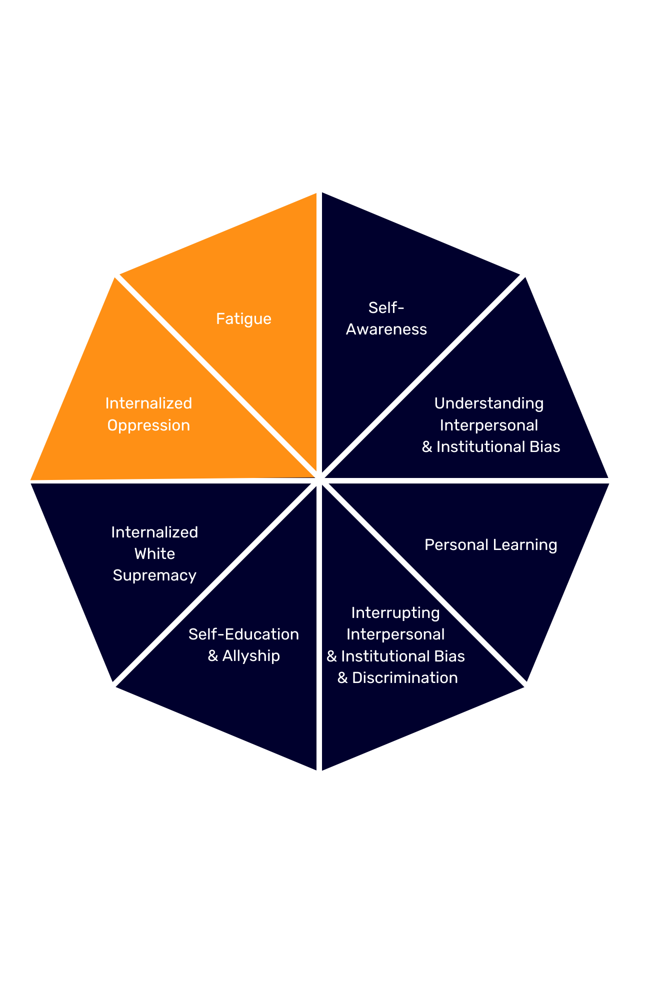 Fatigue
Self-
Awareness
Internalized
Oppression
Understanding
Interpersonal
& Institutional Bias
Internalized
White
Supremacy
Personal Learning
Self-Education
& Allyship
Interrupting
Interpersonal
& Institutional Bias
& Discrimination